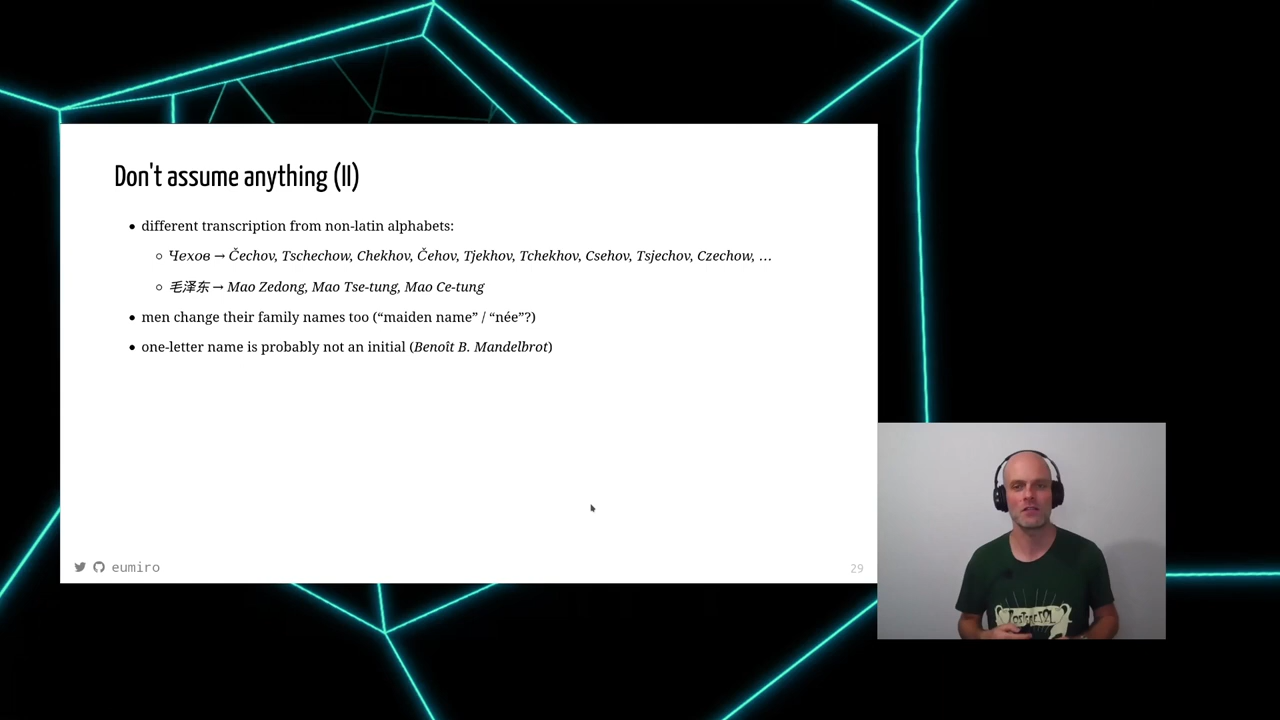 Don't assume anything (II)
• different transcription from non-latin alphabets:
◦ Чехов → Čechov, Tschechow, Chekhov, Čehov, Tjekhov, Tchekhov, Csehov, Tsjechov, Czechow, …
◦ 毛泽东 → Mao Zedong, Mao Tse-tung, Mao Ce-tung
• men change their family names too (“maiden name” / “née”?)
• one-letter name is probably not an initial (Benoît B. Mandelbrot)
eumiro
29
PostgreSQL